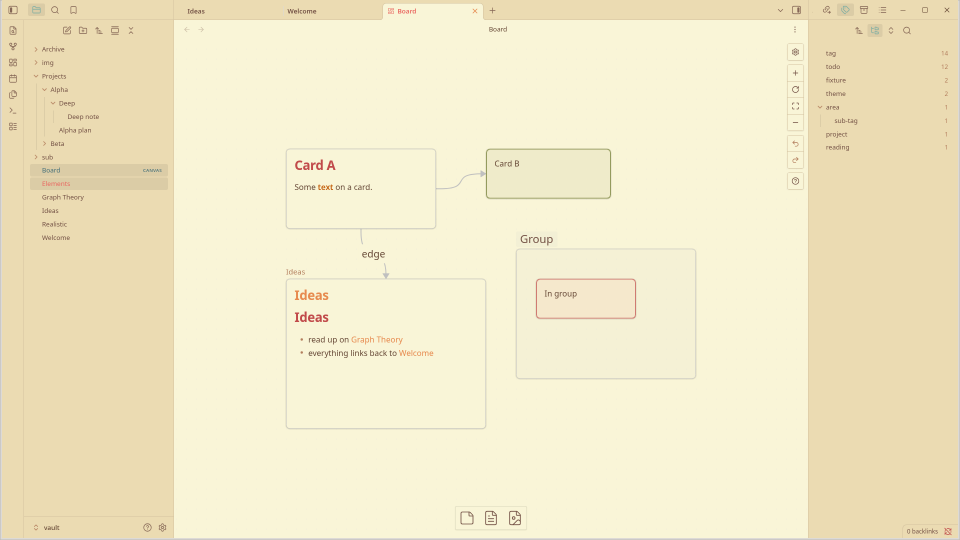 Ideas
Welcome
Board
Board
Archive
img
Projects
Alpha
Deep
Deep note
Alpha plan
Beta
sub
Board
CANVAS
Elements
Graph Theory
Ideas
Realistic
Welcome
vault
Card A
Some text on a card.
Card B
edge
Group
In group
Ideas
Ideas
Ideas
read up on Graph Theory
everything links back to Welcome
tag 14
todo 12
fixture 2
theme 2
area 1
sub-tag 1
project 1
reading 1
0 backlinks